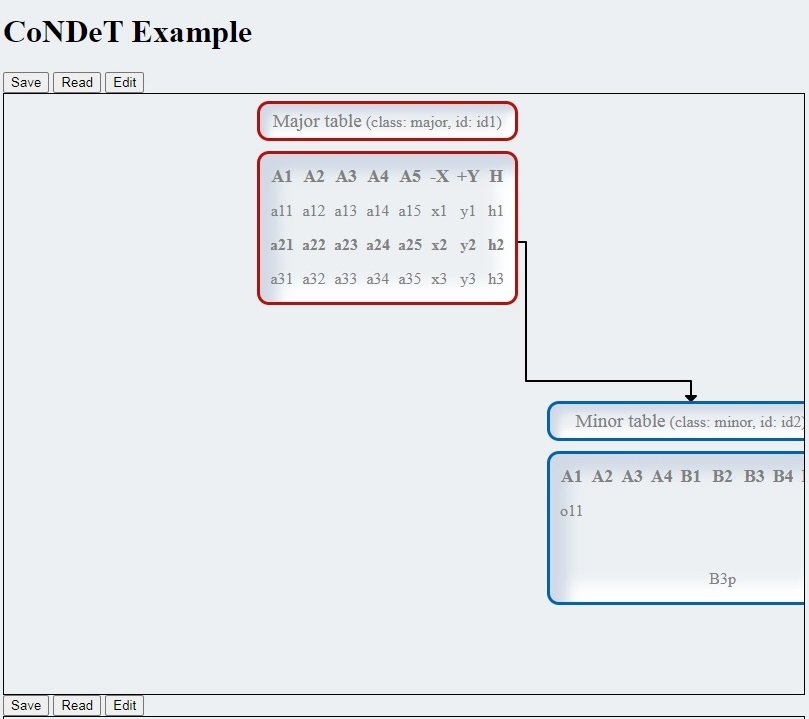 CoNDeT Example
Save Read Edit
Major table (class: major, id: id1)
A1 A2 A3 A4 A5 -X +Y H
a11 a12 a13 a14 a15 x1 y1 h1
a21 a22 a23 a24 a25 x2 y2 h2
a31 a32 a33 a34 a35 x3 y3 h3
Minor table (class: minor, id: id2)
A1 A2 A3 A4 B1 B2 B3 B4
o11
B3p
Save Read Edit